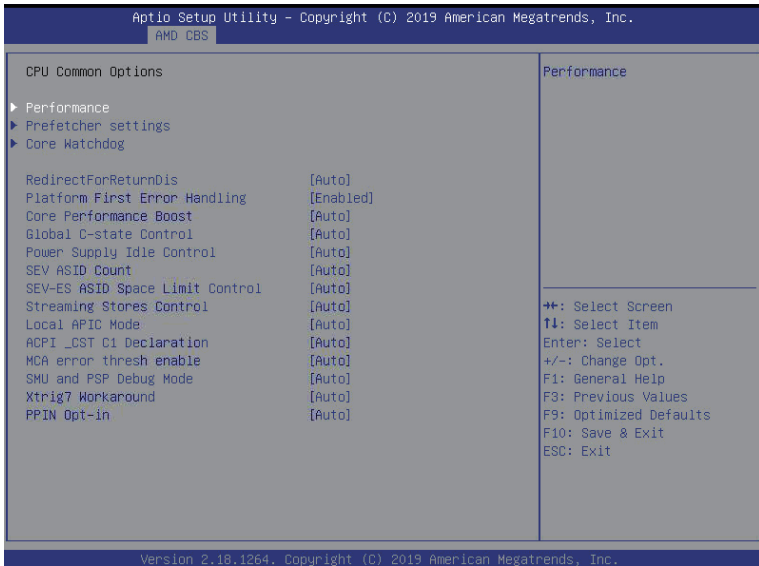 Aptio Setup Utility – Copyright (C) 2019 American Megatrends, Inc.
AMD CBS
CPU Common Options
Performance
Prefetcher settings
Core Watchdog
RedirectForReturnDis [Auto]
Platform First Error Handling [Enabled]
Core Performance Boost [Auto]
Global C-state Control [Auto]
Power Supply Idle Control [Auto]
SEV ASID Count [Auto]
SEV-ES ASID Space Limit Control [Auto]
Streaming Stores Control [Auto]
Local APIC Mode [Auto]
ACPI _CST C1 Declaration [Auto]
MCA error thresh enable [Auto]
SMU and PSP Debug Mode [Auto]
Xtrig7 Workaround [Auto]
PPIN Opt-in [Auto]
Performance
→←: Select Screen
↑↓: Select Item
Enter: Select
+/-: Change Opt.
F1: General Help
F3: Previous Values
F9: Optimized Defaults
F10: Save & Exit
ESC: Exit
Version 2.18.1264. Copyright (C) 2019 American Megatrends, Inc.